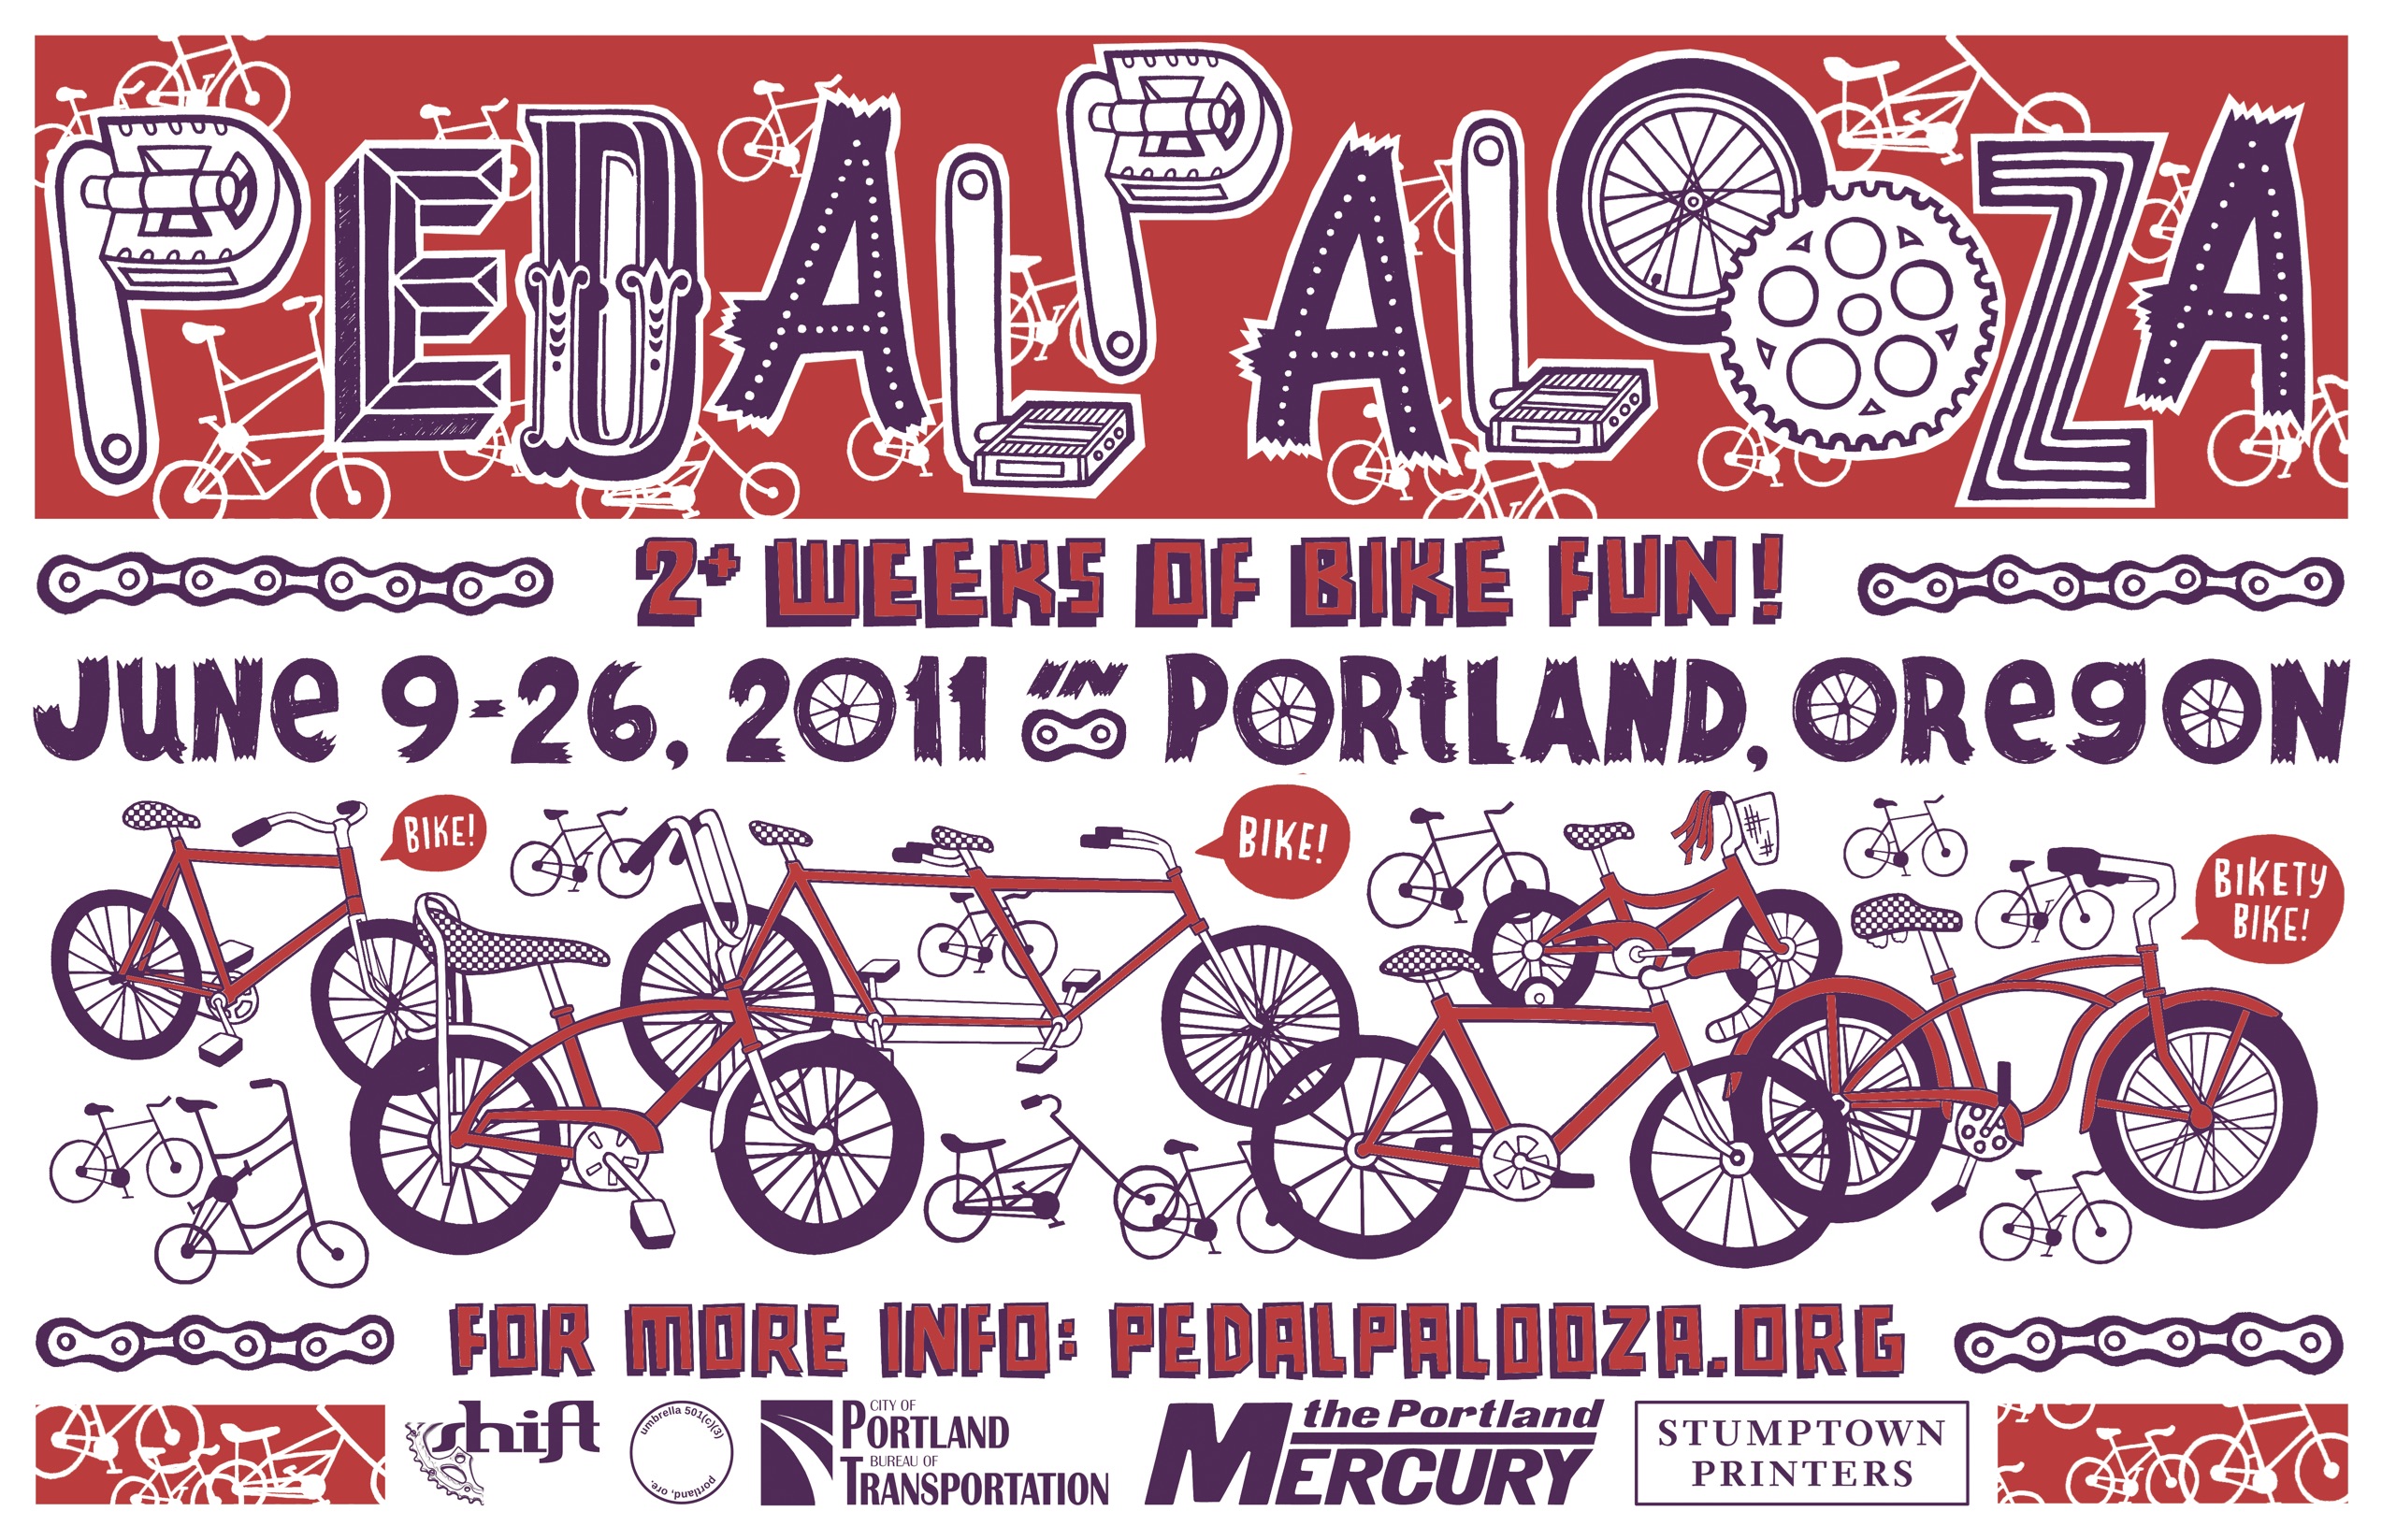 PEDALPALOOZA
2+ WEEKS OF BIKE FUN!
JUNE 9-26, 2011 IN PORTLAND, OREGON
BIKE!
BIKE!
BIKETY
BIKE!
FOR MORE INFO: PEDALPALOOZA.ORG
shift
umbrella 501(c)(3)
portland, ore.
CITY OF
PORTLAND
BUREAU OF
TRANSPORTATION
the Portland
MERCURY
STUMPTOWN
PRINTERS